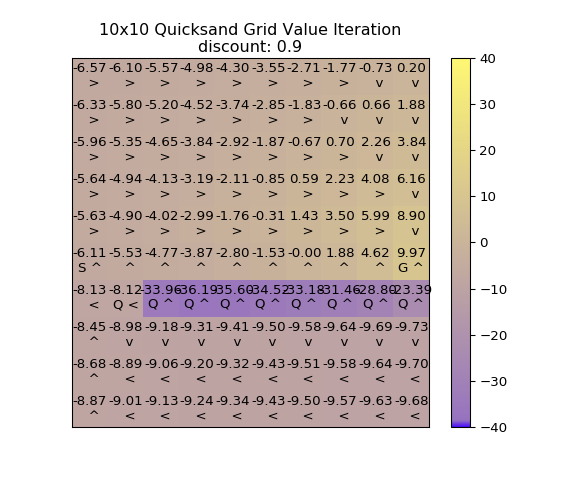 10x10 Quicksand Grid Value Iteration
discount: 0.9
-6.57 -6.10 -5.57 -4.98 -4.30 -3.55 -2.71 -1.77 -0.73 0.20
> > > > > > > > v v
-6.33 -5.80 -5.20 -4.52 -3.74 -2.85 -1.83 -0.66 0.66 1.88
> > > > > > > v v v
-5.96 -5.35 -4.65 -3.84 -2.92 -1.87 -0.67 0.70 2.26 3.84
> > > > > > > > v v
-5.64 -4.94 -4.13 -3.19 -2.11 -0.85 0.59 2.23 4.08 6.16
> > > > > > > > > v
-5.63 -4.90 -4.02 -2.99 -1.76 -0.31 1.43 3.50 5.99 8.90
> > > > > > > > > v
-6.11 -5.53 -4.77 -3.87 -2.80 -1.53 -0.00 1.88 4.62 9.97
S ^ ^ ^ ^ ^ ^ ^ ^ ^ G ^
-8.13 -8.12 -33.96 -36.19 -35.60 -34.52 -33.18 -31.46 -28.80 -23.39
< Q < Q ^ Q ^ Q ^ Q ^ Q ^ Q ^ Q ^ Q ^
-8.45 -8.98 -9.18 -9.31 -9.41 -9.50 -9.58 -9.64 -9.69 -9.73
^ v v v v v v v v v
-8.68 -8.89 -9.06 -9.20 -9.32 -9.43 -9.51 -9.58 -9.64 -9.70
^ < < < < < < < < <
-8.87 -9.01 -9.13 -9.24 -9.34 -9.43 -9.50 -9.57 -9.63 -9.68
^ < < < < < < < < <
40
30
20
10
0
−10
−20
−30
−40